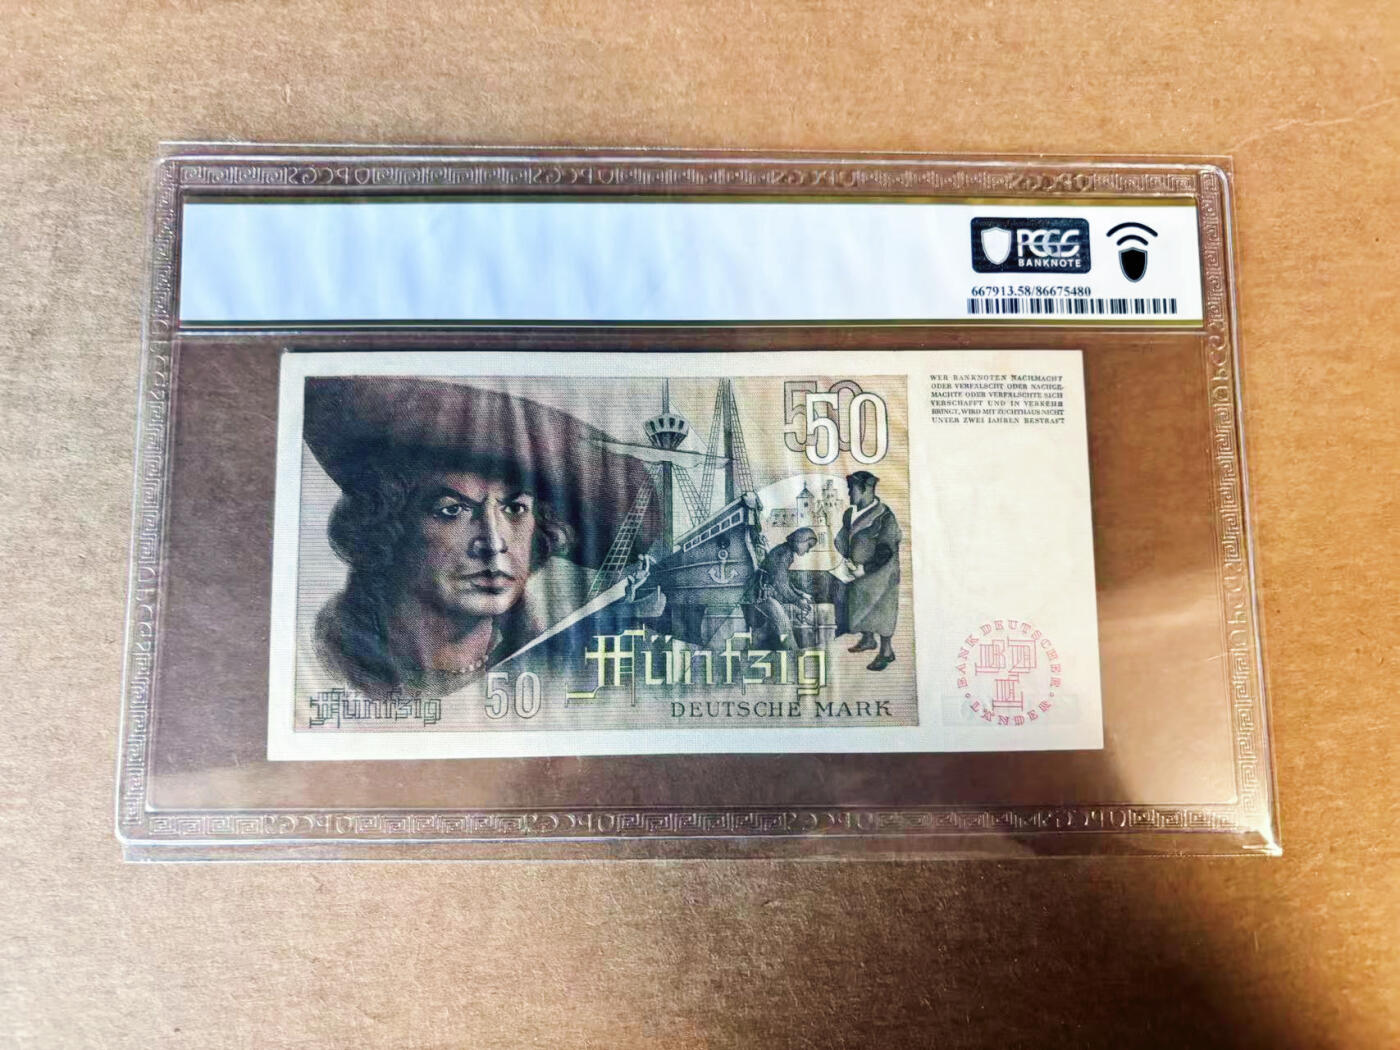 PCGS
BANKNOTE
667913.58/86675480
50
WER BANKNOTEN NACHMACHT
ODER VERFÄLSCHT ODER NACHGE-
MACHTE ODER VERFÄLSCHTE SICH
VERSCHAFFT UND IN VERKEHR
BRINGT, WIRD MIT ZUCHTHAUS NICHT
UNTER ZWEI JAHREN BESTRAFT
Fünfzig
50
Fünfzig
DEUTSCHE MARK
BANK DEUTSCHER LÄNDER
BDL